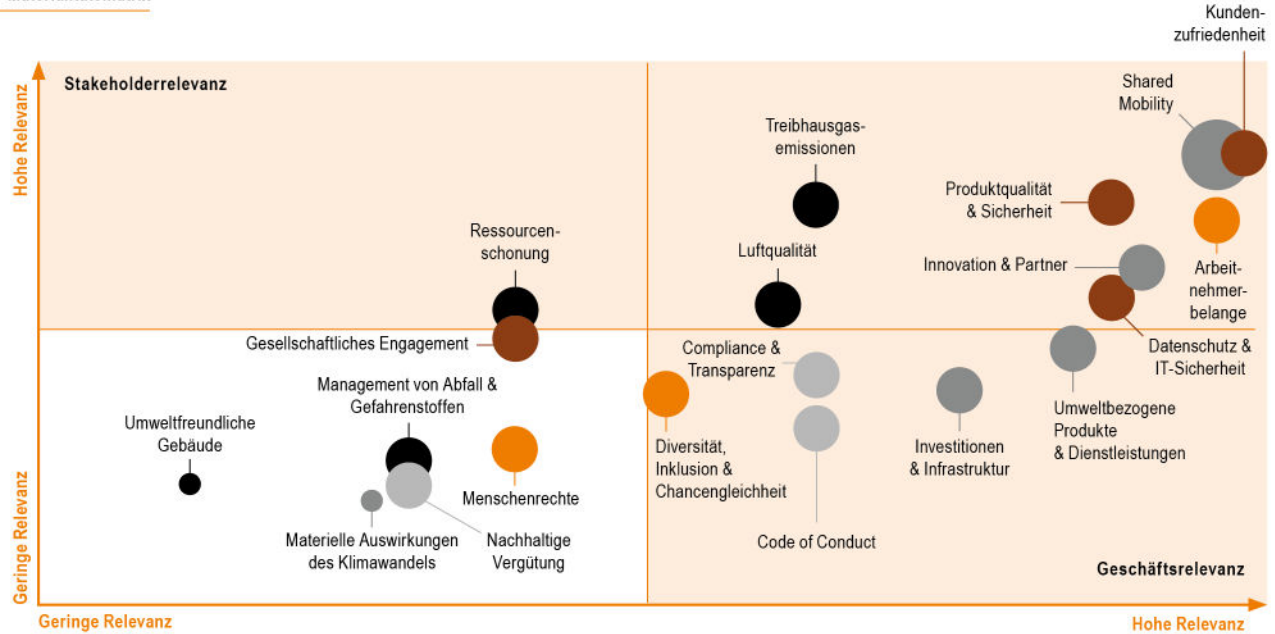 Kunden-
zufriedenheit
Stakeholderrelevanz
Hohe Relevanz
Shared
Mobility
Treibhausgas-
emissionen
Produktqualität
& Sicherheit
Ressourcen-
schonung
Luftqualität
Innovation & Partner
Arbeit-
nehmer-
belange
Gesellschaftliches Engagement
Compliance &
Transparenz
Datenschutz &
IT-Sicherheit
Management von Abfall &
Gefahrenstoffen
Umweltfreundliche
Gebäude
Umweltbezogene
Produkte
& Dienstleistungen
Diversität,
Inklusion &
Chancengleichheit
Investitionen
& Infrastruktur
Menschenrechte
Materielle Auswirkungen
des Klimawandels
Nachhaltige
Vergütung
Code of Conduct
Geschäftsrelevanz
Geringe Relevanz
Geringe Relevanz
Hohe Relevanz